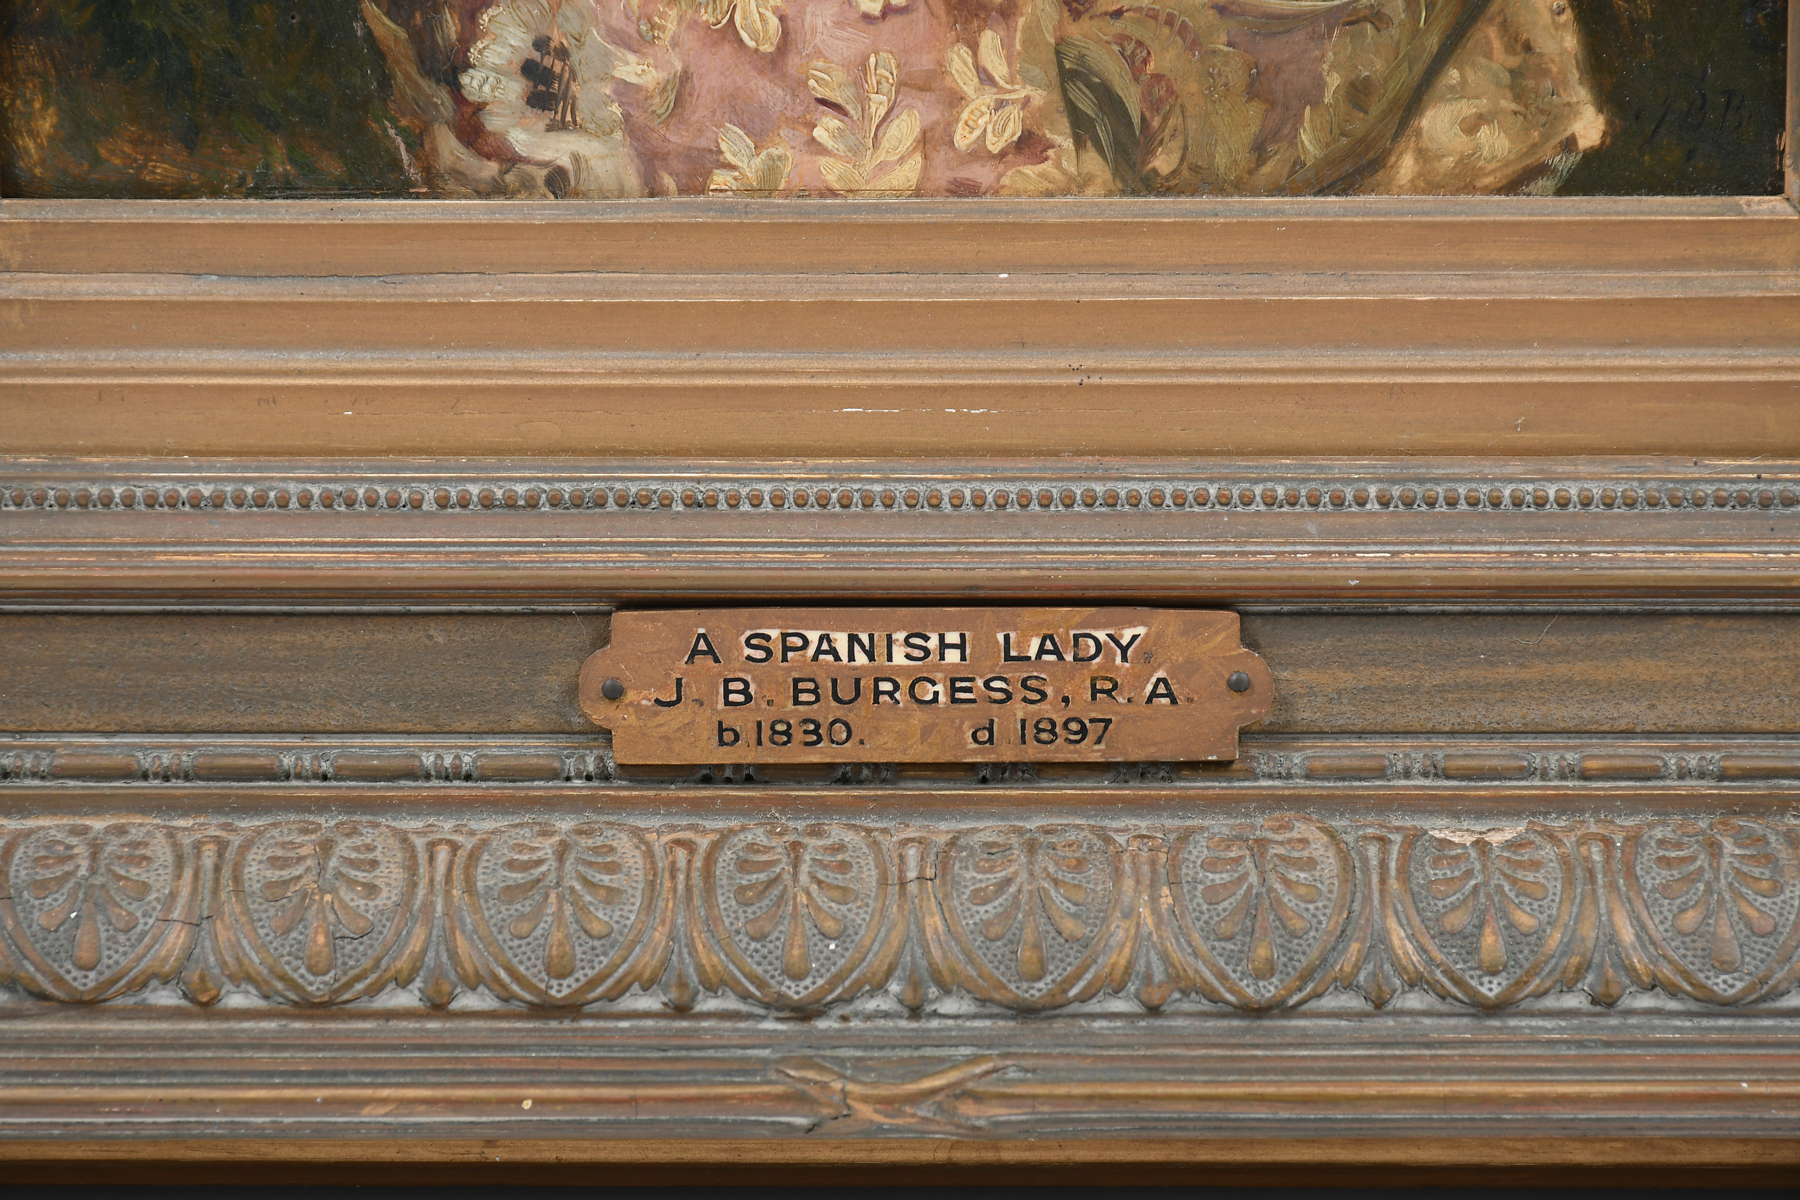 J B B
A SPANISH LADY.
J. B. BURGESS, R.A.
b.1830. d.1897